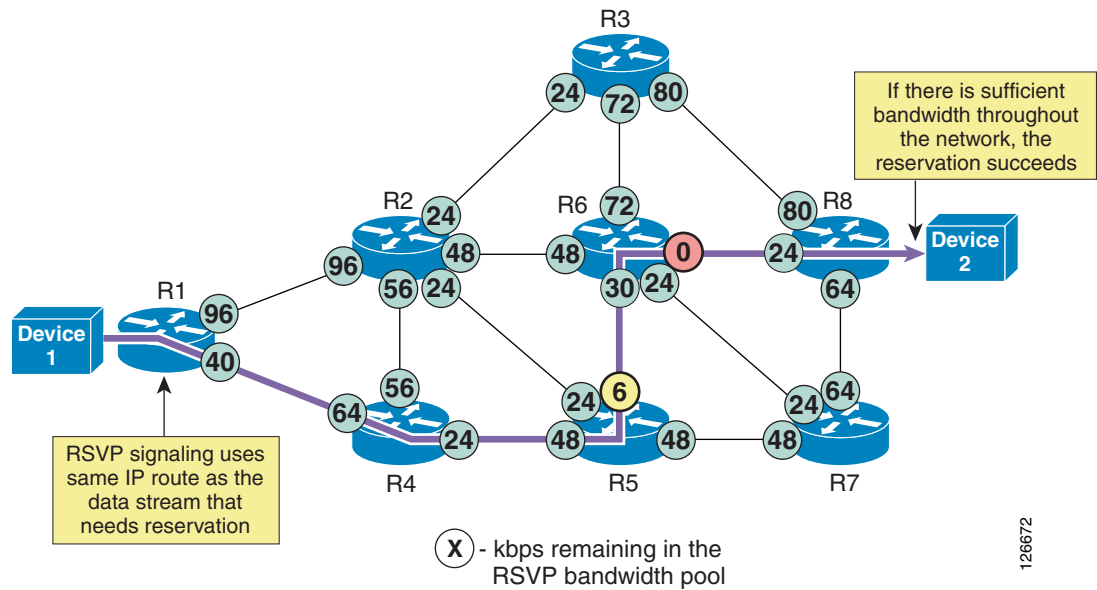 R3
24
72
80
If there is sufficient
bandwidth throughout
the network, the
reservation succeeds
R2
24
R6
72
80
R8
96
48
48
0
24
Device
2
56
24
30
24
64
R1
96
Device
1
40
56
6
24
24
64
64
24
48
48
48
RSVP signaling uses
same IP route as the
data stream that
needs reservation
R4
R5
R7
X - kbps remaining in the
RSVP bandwidth pool
126672